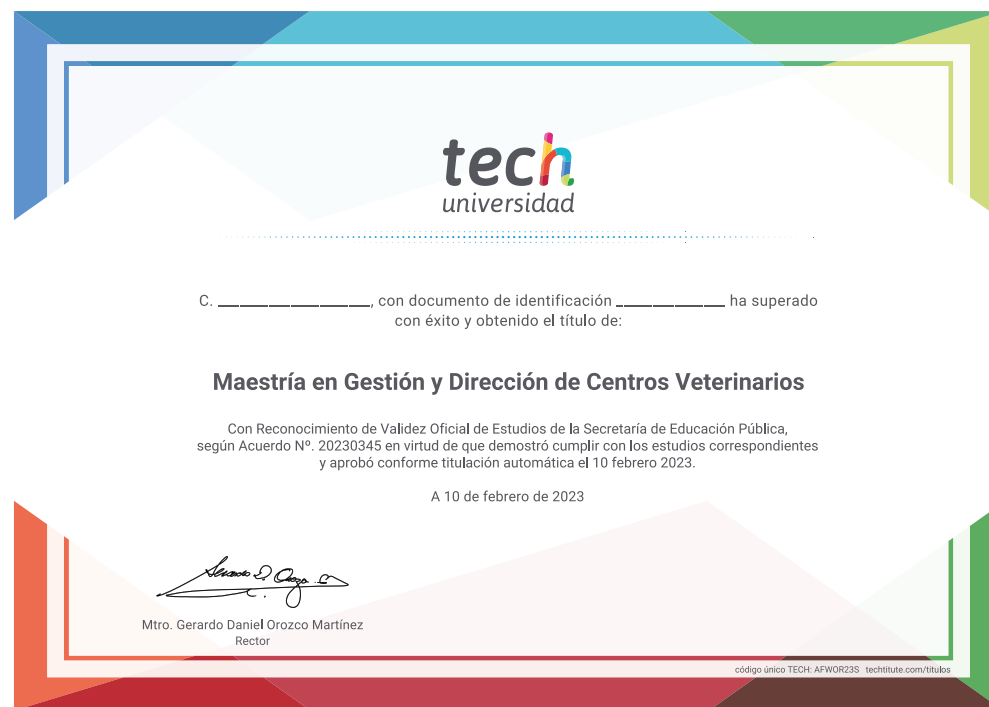 tech
universidad
C. _________________, con documento de identificación ____________ ha superado
con éxito y obtenido el título de:
Maestría en Gestión y Dirección de Centros Veterinarios
Con Reconocimiento de Validez Oficial de Estudios de la Secretaría de Educación Pública,
según Acuerdo Nº. 20230345 en virtud de que demostró cumplir con los estudios correspondientes
y aprobó conforme titulación automática el 10 febrero 2023.
A 10 de febrero de 2023
Mtro. Gerardo Daniel Orozco Martínez
Rector
código único TECH: AFWOR23S techtitute.com/titulos